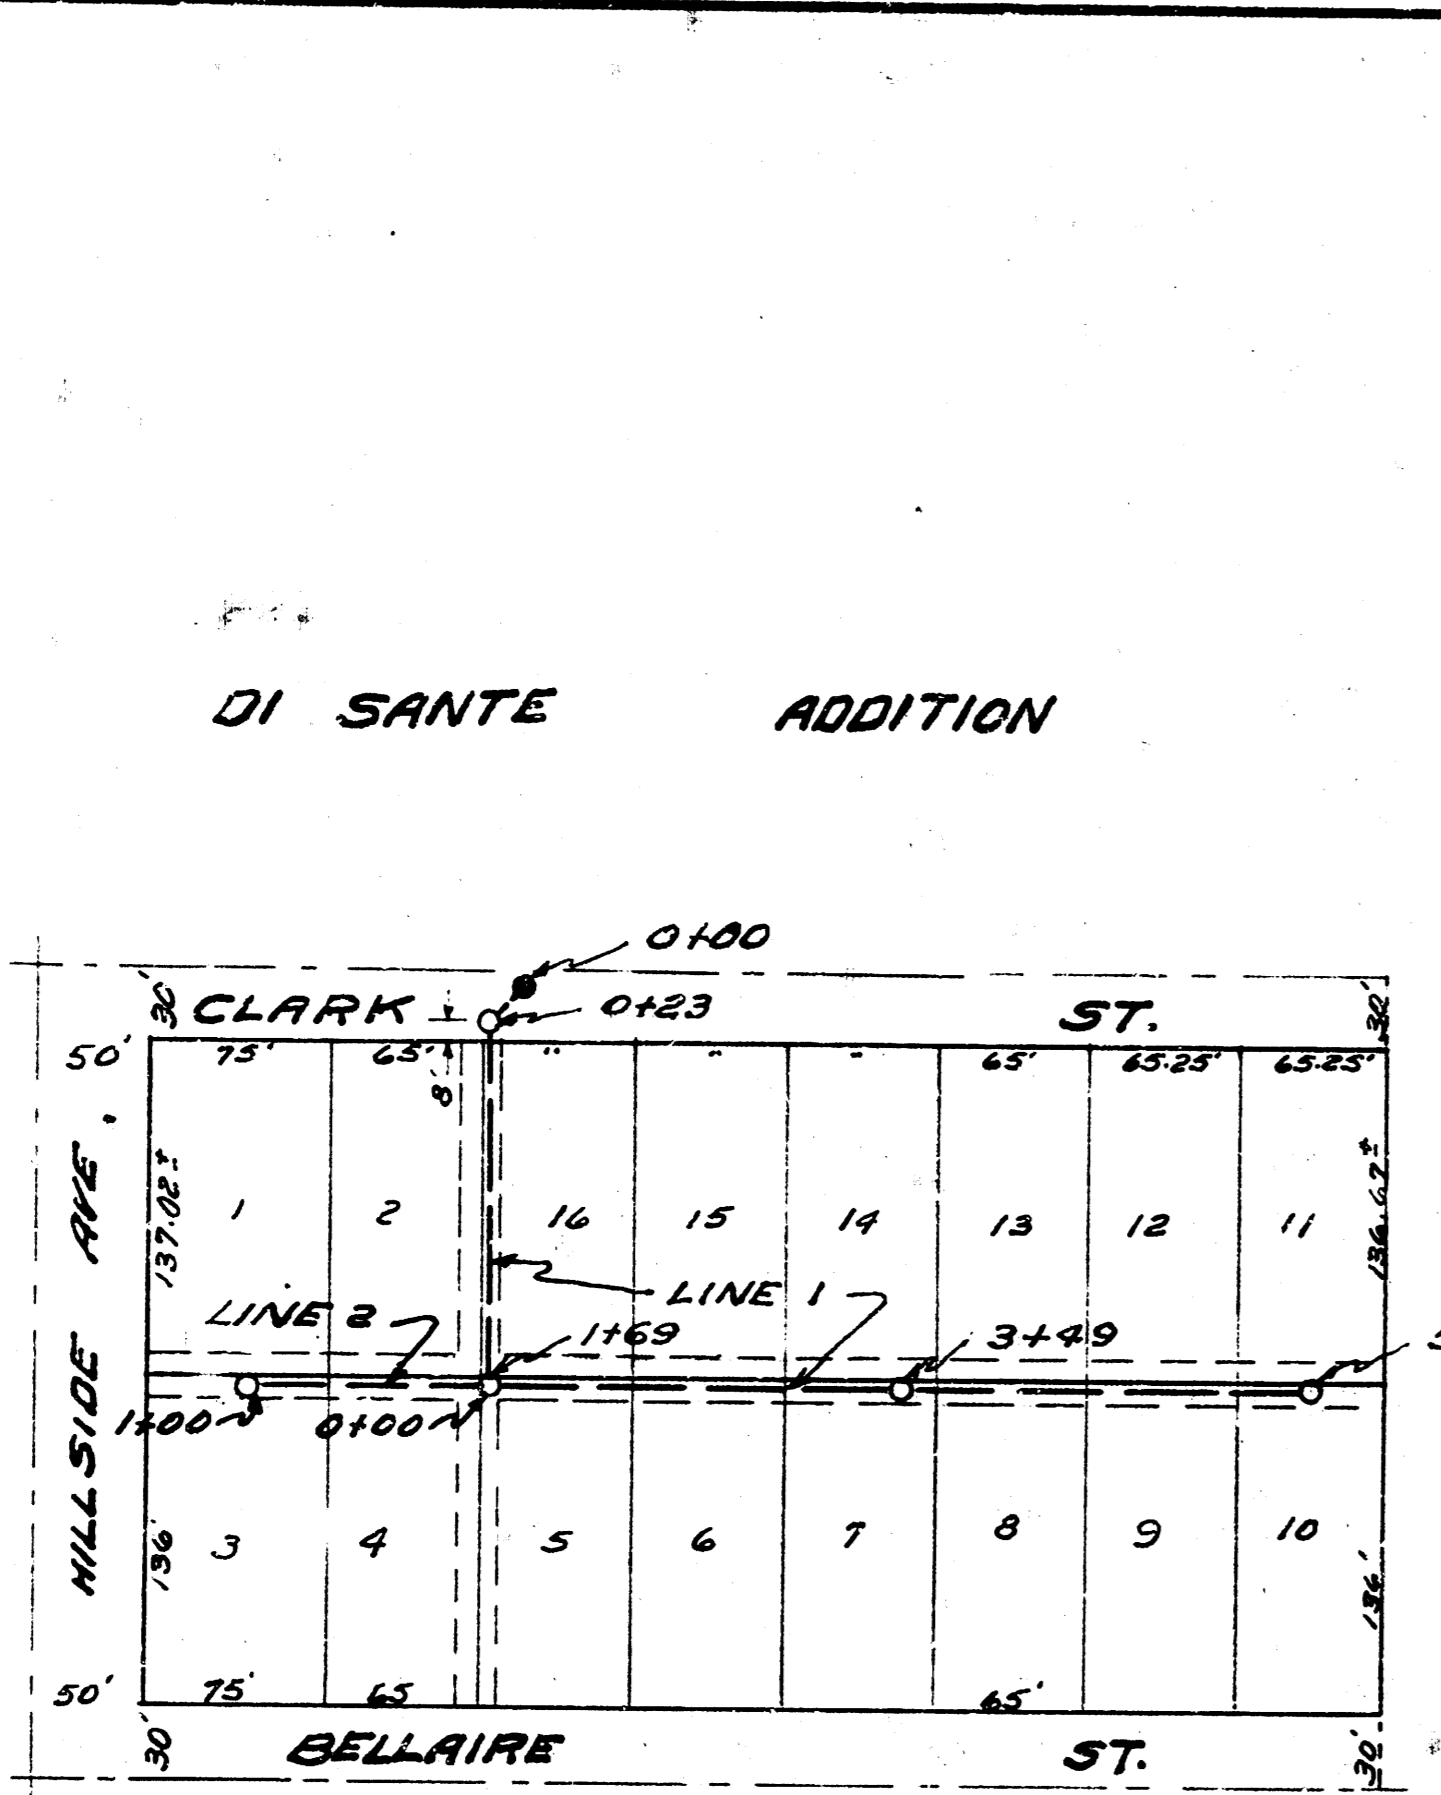 DI SANTE ADDITION
0+00
30' CLARK 0+23 ST. 30'
50' 75' 65' " " " 65' 65.25' 65.25'
8'
HILLSIDE AVE.
137.02± 1 2 16 15 14 13 12 11 136.67±
LINE 2 LINE 1
1+69 3+49
1+00 0+00
136' 3 4 5 6 7 8 9 10 136'
50' 75' 65 65'
30' BELLAIRE ST. 30'